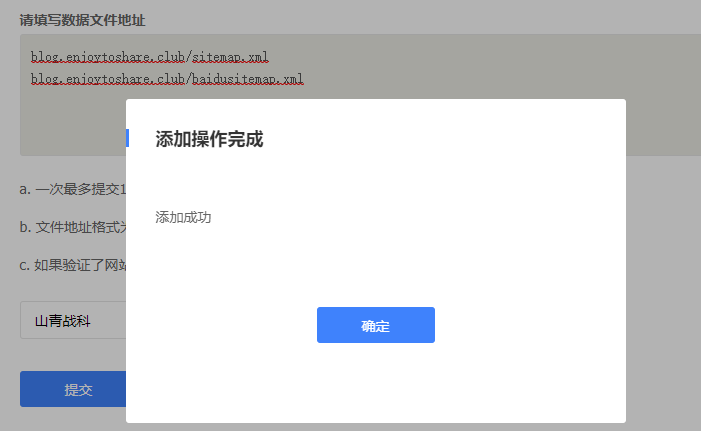 请填写数据文件地址
blog.enjoytoshare.club/sitemap.xml
blog.enjoytoshare.club/baidusitemap.xml
添加操作完成
a. 一次最多提交1
添加成功
b. 文件地址格式为
c. 如果验证了网站
确定
山青战科
提交